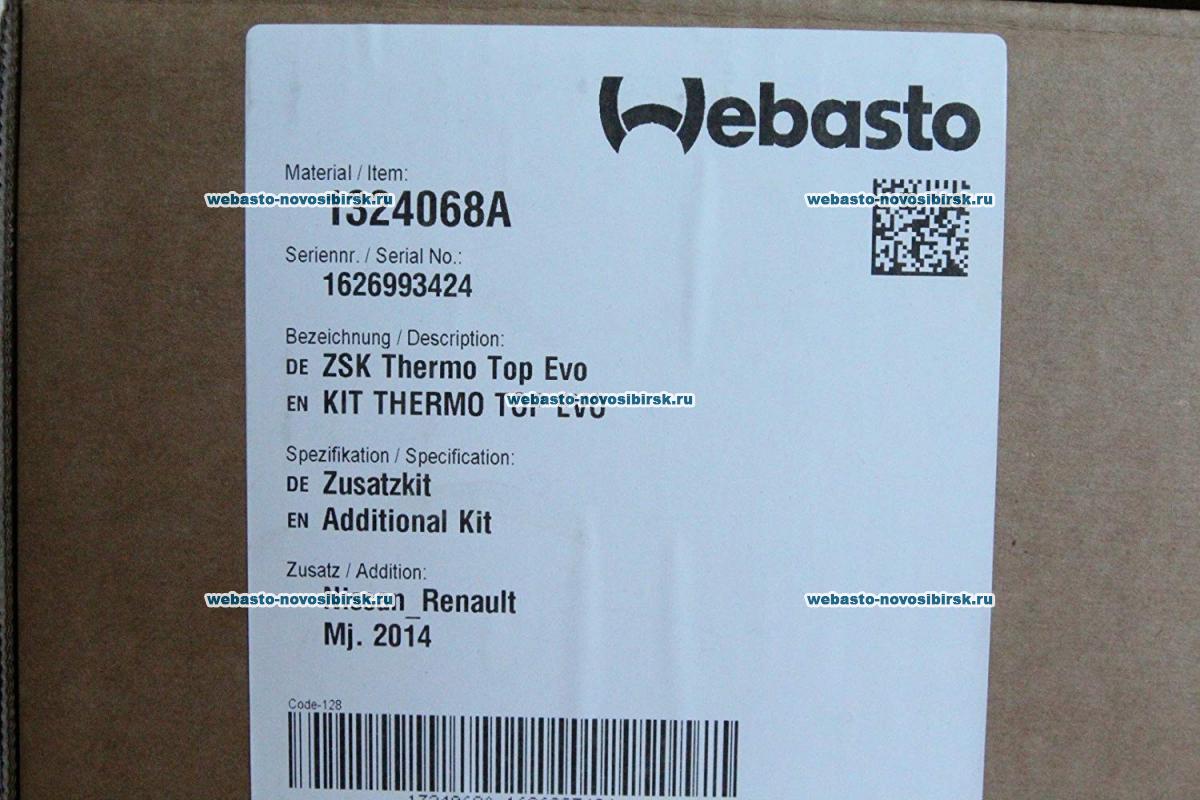 Webasto
Material / Item:
webasto-novosibirsk.ru
webasto-novosibirsk.ru
1324068A
Seriennr. / Serial No.:
1626993424
Bezeichnung / Description:
DE ZSK Thermo Top Evo
EN KIT THERMO TOP EVO
webasto-novosibirsk.ru
Spezifikation / Specification:
DE Zusatzkit
EN Additional Kit
Zusatz / Addition:
webasto-novosibirsk.ru
webasto-novosibirsk.ru
Nissan_Renault
Mj. 2014
Code-128